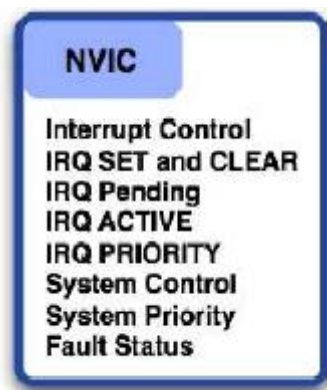 NVIC
Interrupt Control
IRQ SET and CLEAR
IRQ Pending
IRQ ACTIVE
IRQ PRIORITY
System Control
System Priority
Fault Status